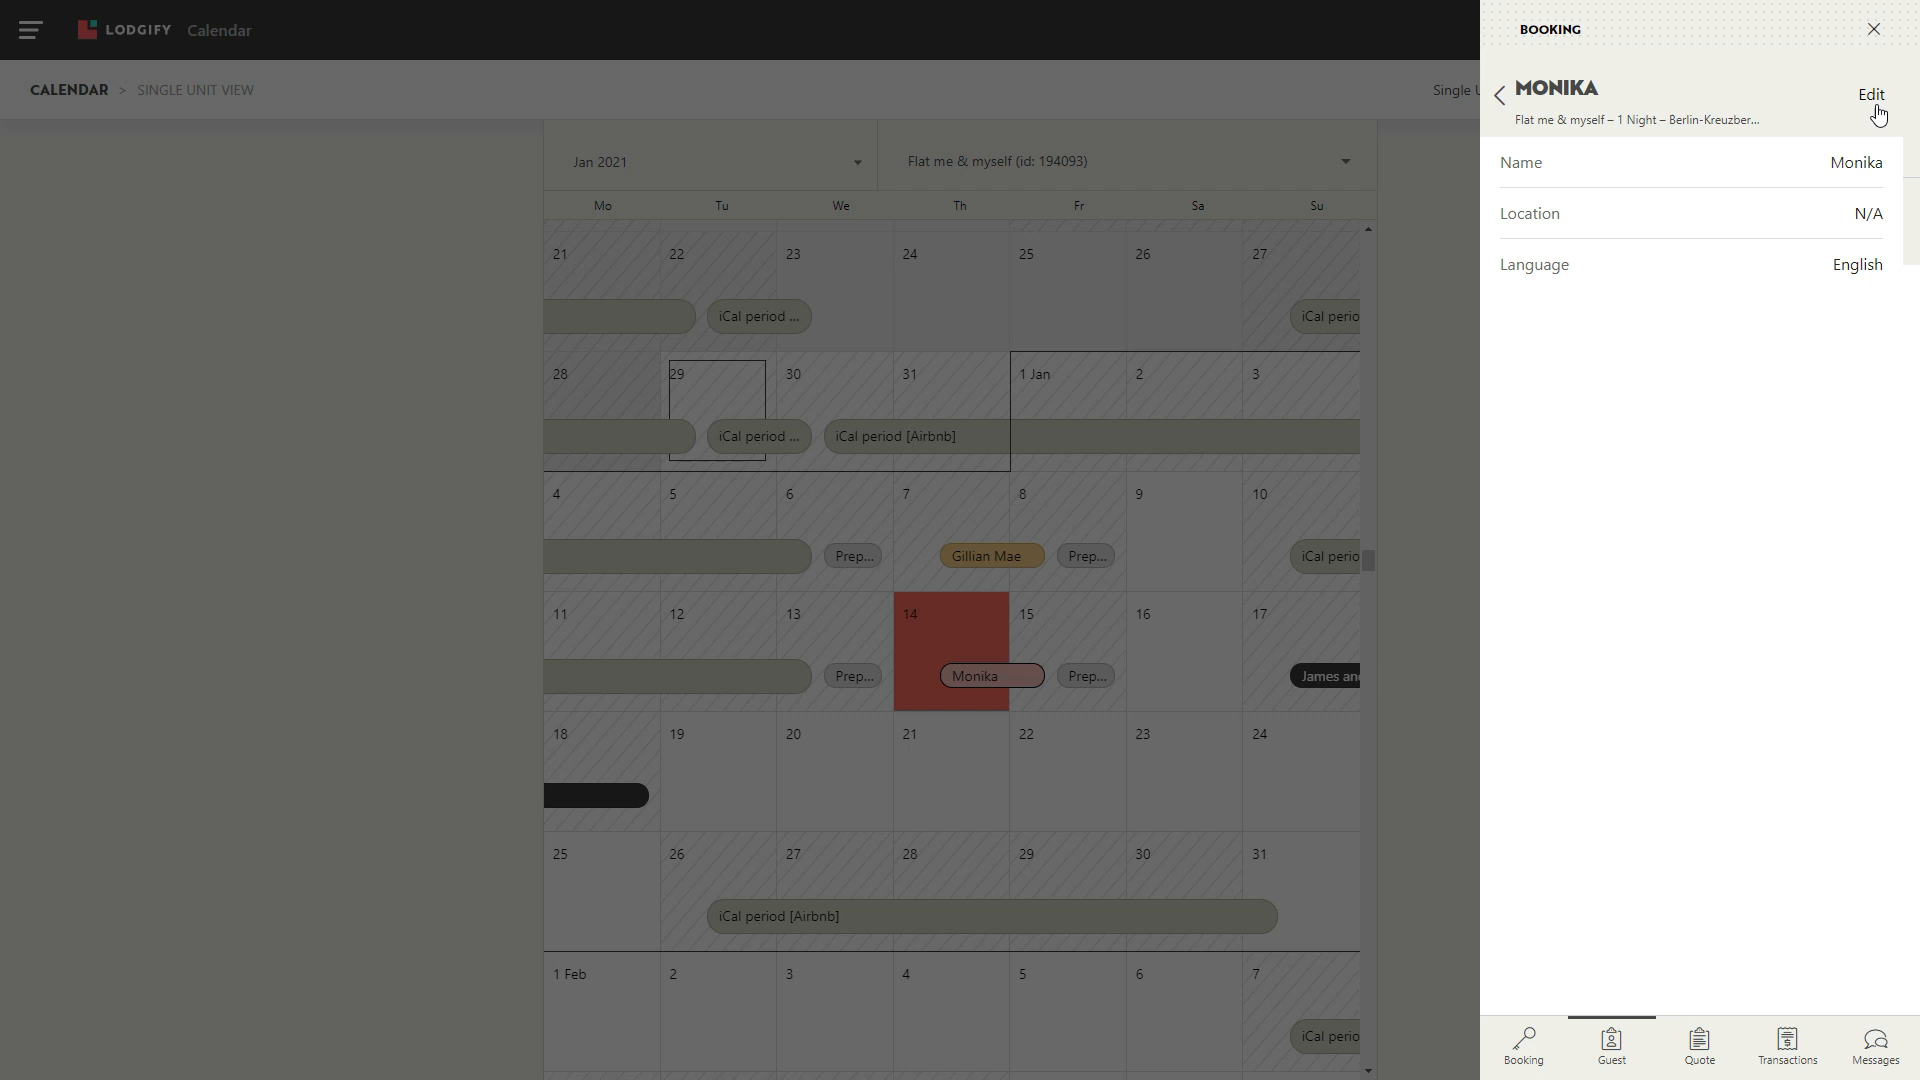 LODGIFY Calendar
CALENDAR > SINGLE UNIT VIEW
Single U
Jan 2021
Flat me & myself (id: 194093)
Mo Tu We Th Fr Sa Su
21 22 23 24 25 26 27
iCal period ... iCal perio
28 29 30 31 1 Jan 2 3
iCal period ... iCal period [Airbnb]
4 5 6 7 8 9 10
Prep... Gillian Mae Prep... iCal perio
11 12 13 14 15 16 17
Prep... Monika Prep... James an
18 19 20 21 22 23 24
25 26 27 28 29 30 31
iCal period [Airbnb]
1 Feb 2 3 4 5 6 7
iCal perio
BOOKING
MONIKA
Edit
Flat me & myself – 1 Night – Berlin-Kreuzber...
Name Monika
Location N/A
Language English
Booking Guest Quote Transactions Messages